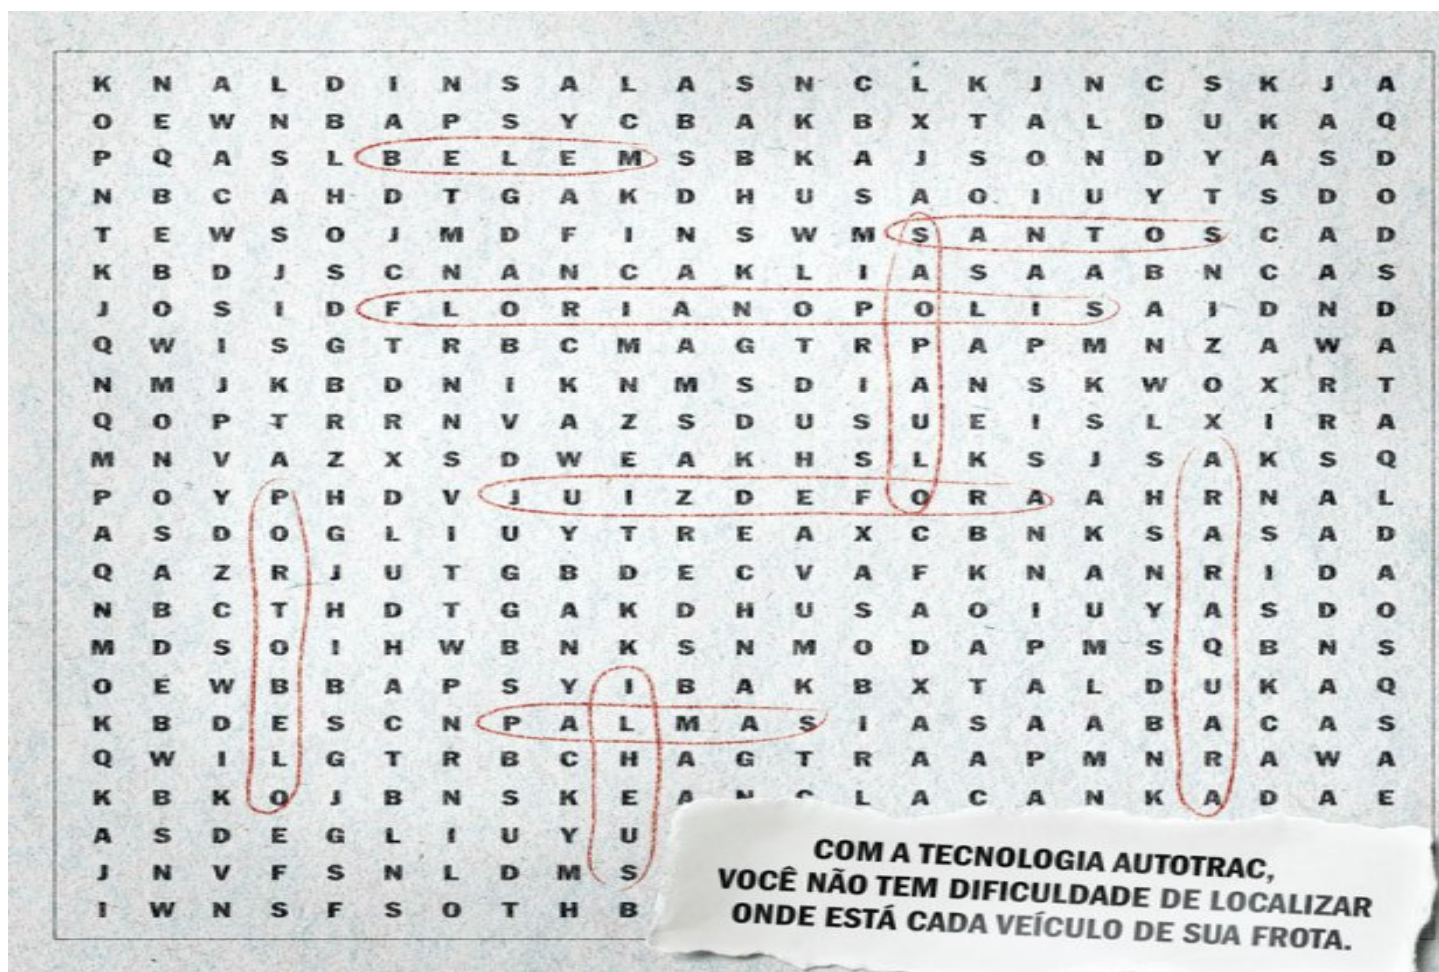 K N A L D I N S A L A S N C L K J N C S K J A
O E W N B A P S Y C B A K B X T A L D U K A Q
P Q A S L B E L E M S B K A J S O N D Y A S D
N B C A H D T G A K D H U S A O I U Y T S D O
T E W S O J M D F I N S W M S A N T O S C A D
K B D J S C N A N C A K L I A S A A B N C A S
J O S I D F L O R I A N O P O L I S A I D N D
Q W I S G T R B C M A G T R P A P M N Z A W A
N M J K B D N I K N M S D I A N S K W O X R T
Q O P T R R N V A Z S D U S U E I S L X I R A
M N V A Z X S D W E A K H S L K S J S A K S Q
P O Y P H D V J U I Z D E F O R A A H R N A L
A S D O G L I U Y T R E A X C B N K S A S A D
Q A Z R J U T G B D E C V A F K N A N R I D A
N B C T H D T G A K D H U S A O I U Y A S D O
M D S O I H W B N K S N M O D A P M S Q B N S
O E W B B A P S Y I B A K B X T A L D U K A Q
K B D E S C N P A L M A S I A S A A B A C A S
Q W I L G T R B C H A G T R A A P M N R A W A
K B K O J B N S K E A N C L A C A N K A D A E
A S D E G L I U Y U
J N V F S N L D M S
I W N S F S O T H B
COM A TECNOLOGIA AUTOTRAC,
VOCÊ NÃO TEM DIFICULDADE DE LOCALIZAR
ONDE ESTÁ CADA VEÍCULO DE SUA FROTA.